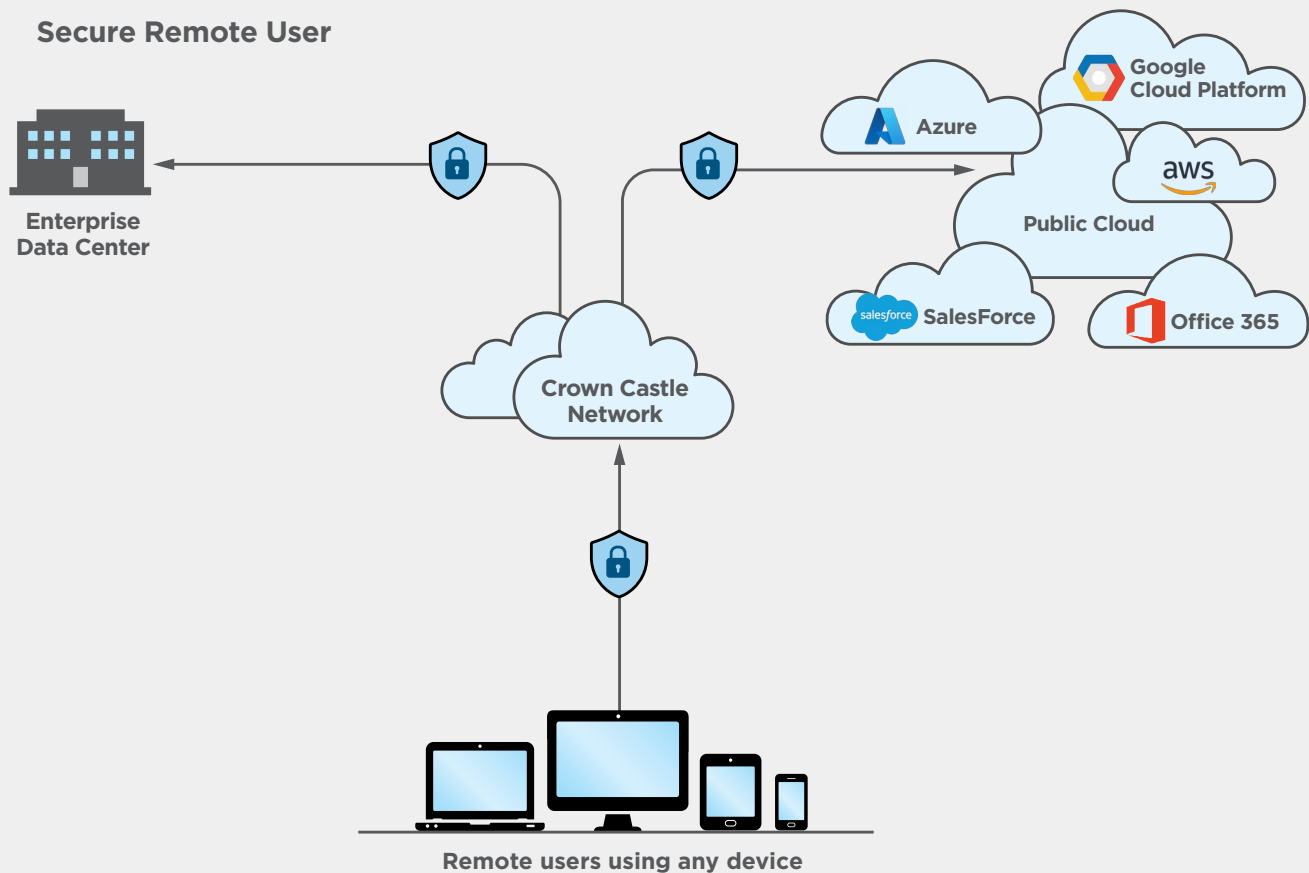 Secure Remote User
Enterprise
Data Center
Azure
Google
Cloud Platform
aws
Public Cloud
salesforce
SalesForce
Office 365
Crown Castle
Network
Remote users using any device